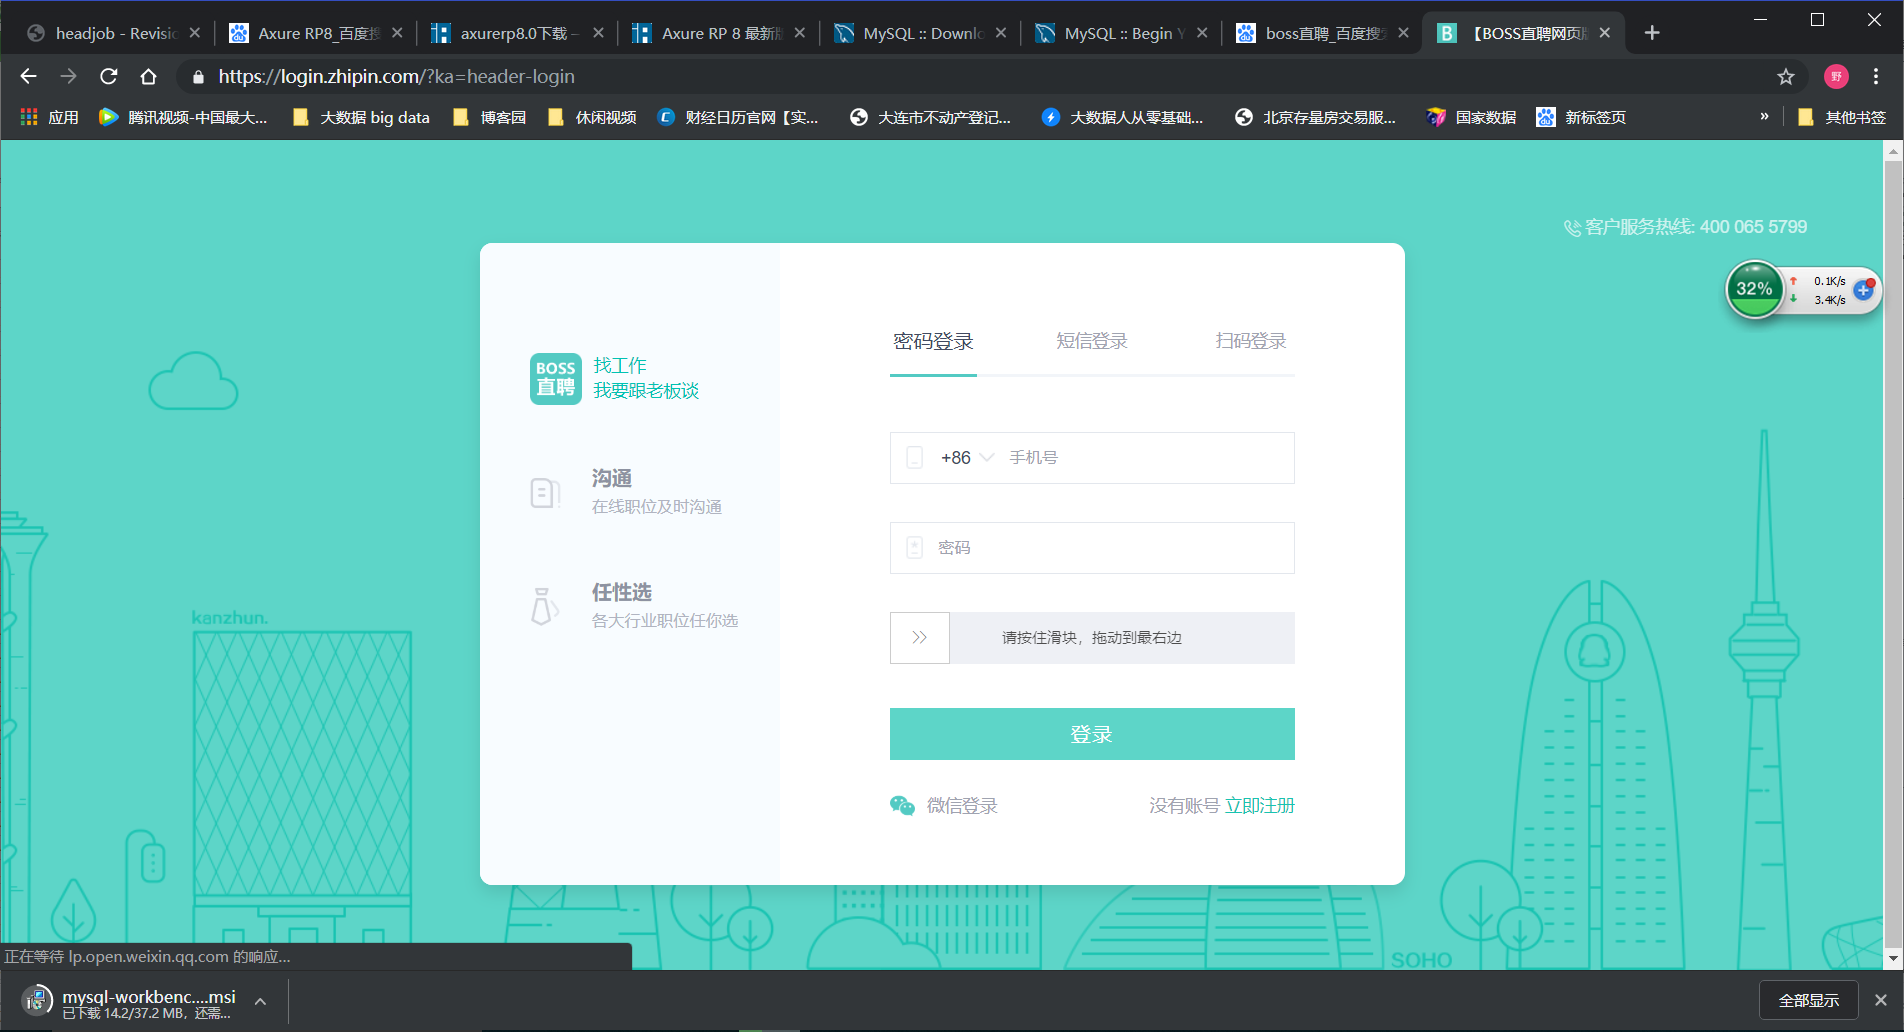 headjob - Revisio
Axure RP8_百度搜
axurerp8.0下载 –
Axure RP 8 最新版
MySQL :: Downlo
MySQL :: Begin Y
boss直聘_百度搜索
B 【BOSS直聘网页版
https://login.zhipin.com/?ka=header-login
野
应用
腾讯视频-中国最大...
大数据 big data
博客园
休闲视频
财经日历官网【实...
大连市不动产登记...
大数据人从零基础...
北京存量房交易服...
国家数据
新标签页
»
其他书签
客户服务热线: 400 065 5799
32%
0.1K/s
3.4K/s
BOSS
直聘
找工作
我要跟老板谈
密码登录
短信登录
扫码登录
+86
手机号
沟通
在线职位及时沟通
密码
任性选
各大行业职位任你选
请按住滑块，拖动到最右边
登录
微信登录
没有账号 立即注册
kanzhun.
SOHO
正在等待 lp.open.weixin.qq.com 的响应...
mysql-workbenc....msi
已下载 14.2/37.2 MB，还需...
全部显示